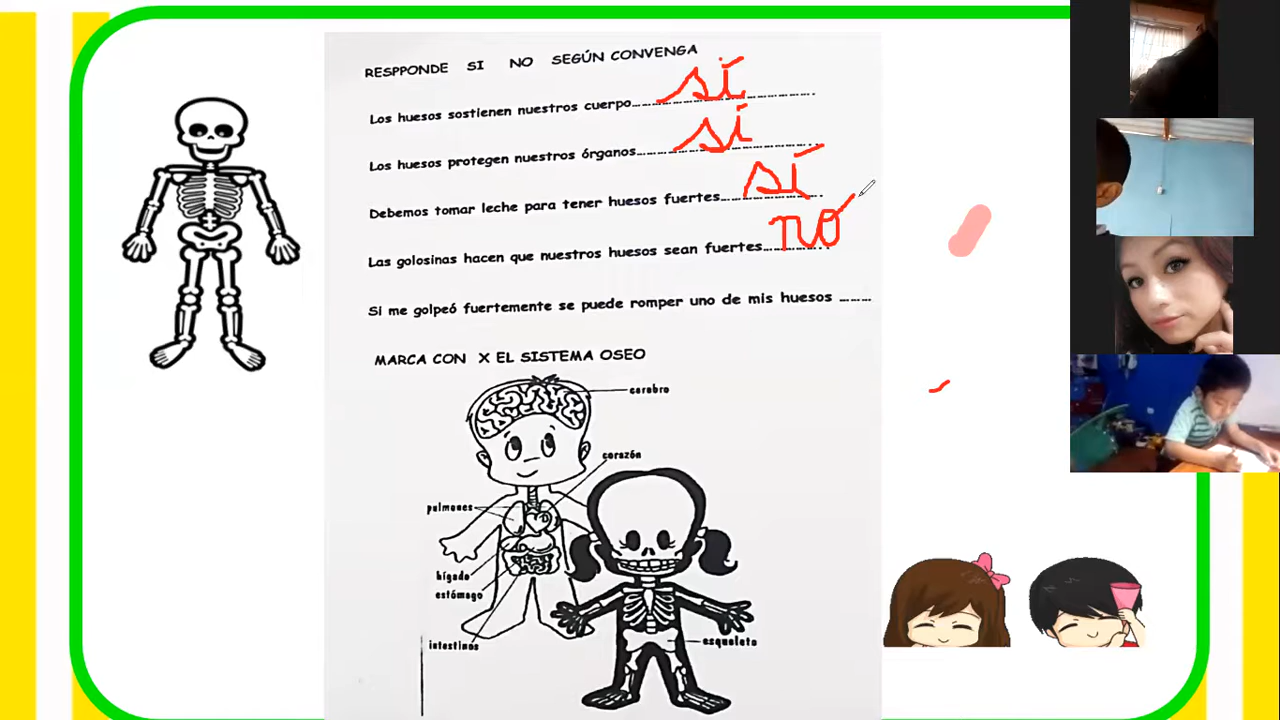 RESPPONDE SI NO SEGÚN CONVENGA
Los huesos sostienen nuestros cuerpo................................ sí
Los huesos protegen nuestros órganos................................ sí
Debemos tomar leche para tener huesos fuertes................ sí
Las golosinas hacen que nuestros huesos sean fuertes............ no
Si me golpeó fuertemente se puede romper uno de mis huesos .........
MARCA CON X EL SISTEMA OSEO
cerebro
corazón
pulmones
hígado
estómago
intestinos
esqueleto